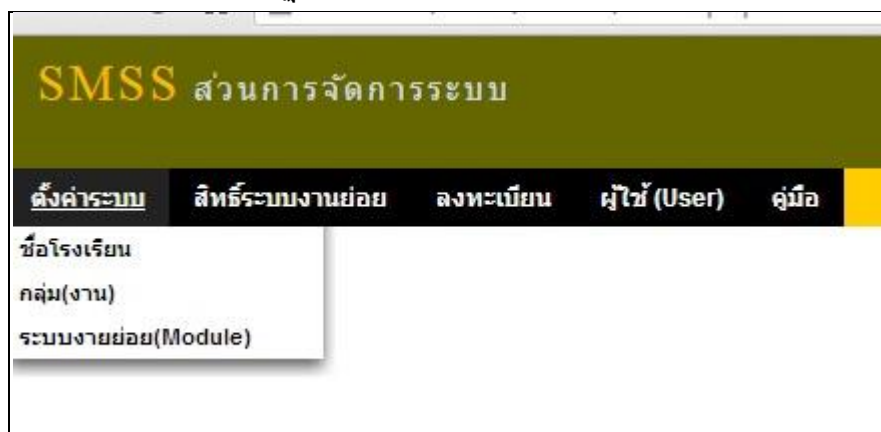 SMSS ส่วนการจัดการระบบ
ตั้งค่าระบบ สิทธิ์ระบบงานย่อย ลงทะเบียน ผู้ใช้ (User) คู่มือ
ชื่อโรงเรียน
กลุ่ม(งาน)
ระบบงายย่อย(Module)